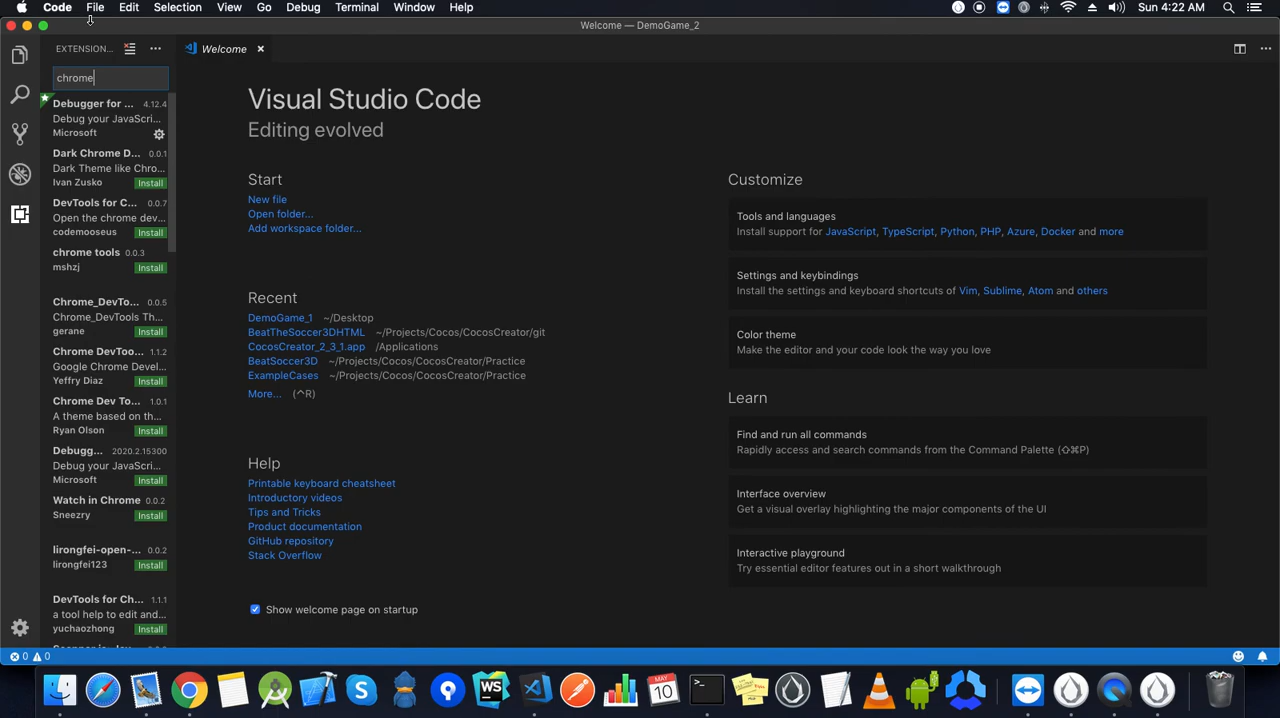 Code File Edit Selection View Go Debug Terminal Window Help Sun 4:22 AM
Welcome — DemoGame_2
EXTENSION...
Welcome
chrome
Debugger for ... 4.12.4
Debug your JavaScri...
Microsoft
Dark Chrome D... 0.0.1
Dark Theme like Chro...
Ivan Zusko Install
DevTools for C... 0.0.7
Open the chrome dev...
codemooseus Install
chrome tools 0.0.3
mshzj Install
Chrome_DevTo... 0.0.5
Chrome_DevTools Th...
gerane Install
Chrome DevToo... 1.1.2
Google Chrome Devel...
Yeffry Diaz Install
Chrome Dev To... 1.0.1
A theme based on th...
Ryan Olson Install
Debugg... 2020.2.15300
Debug your JavaScri...
Microsoft Install
Watch in Chrome 0.0.2
Sneezry Install
lirongfei-open-... 0.0.2
lirongfei123 Install
DevTools for Ch... 1.1.1
a tool help to edit and...
yuchaozhong Install
Visual Studio Code
Editing evolved
Start
New file
Open folder...
Add workspace folder...
Recent
DemoGame_1 ~/Desktop
BeatTheSoccer3DHTML ~/Projects/Cocos/CocosCreator/git
CocosCreator_2_3_1.app /Applications
BeatSoccer3D ~/Projects/Cocos/CocosCreator/Practice
ExampleCases ~/Projects/Cocos/CocosCreator/Practice
More... (^R)
Help
Printable keyboard cheatsheet
Introductory videos
Tips and Tricks
Product documentation
GitHub repository
Stack Overflow
Show welcome page on startup
Customize
Tools and languages
Install support for JavaScript, TypeScript, Python, PHP, Azure, Docker and more
Settings and keybindings
Install the settings and keyboard shortcuts of Vim, Sublime, Atom and others
Color theme
Make the editor and your code look the way you love
Learn
Find and run all commands
Rapidly access and search commands from the Command Palette (⇧⌘P)
Interface overview
Get a visual overlay highlighting the major components of the UI
Interactive playground
Try essential editor features out in a short walkthrough
0 0
WS
MAY
10